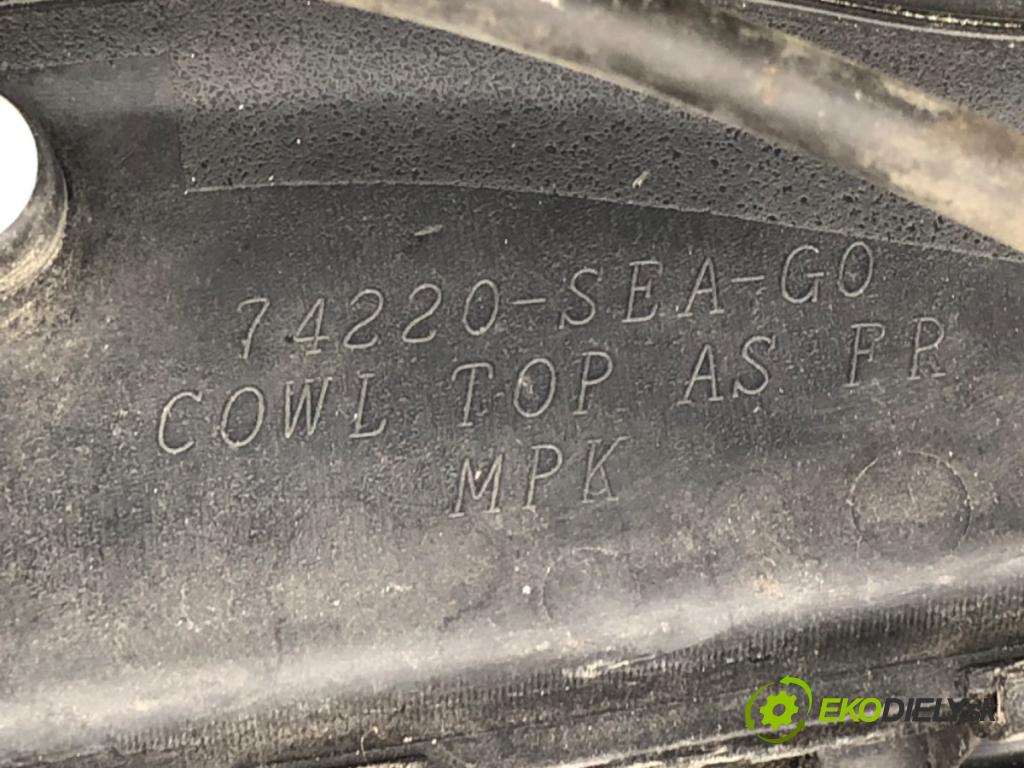 74220-SEA-G0
COWL TOP AS FR
MPK
EKODIELY.SK